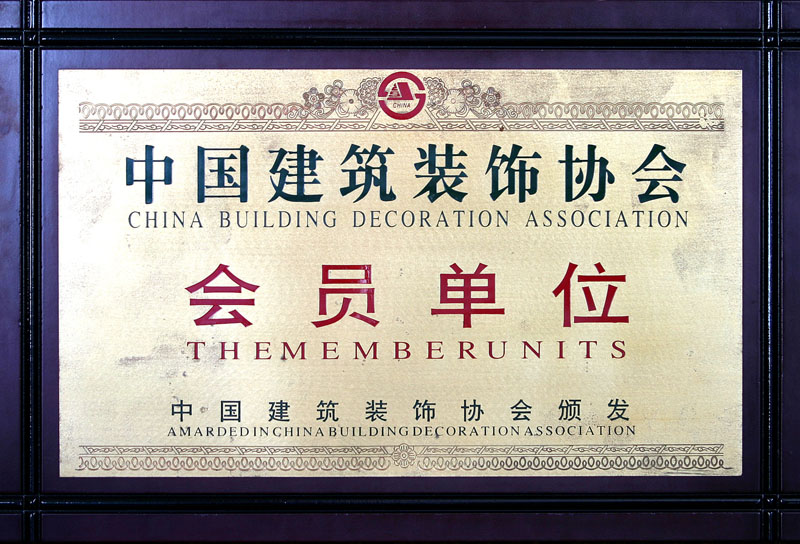 CHINA
中国建筑装饰协会
CHINA BUILDING DECORATION ASSOCIATION
会员单位
THEMEMBERUNITS
中国建筑装饰协会颁发
AMARDEDINCHINABUILDINGDECORATIONASSOCIATION